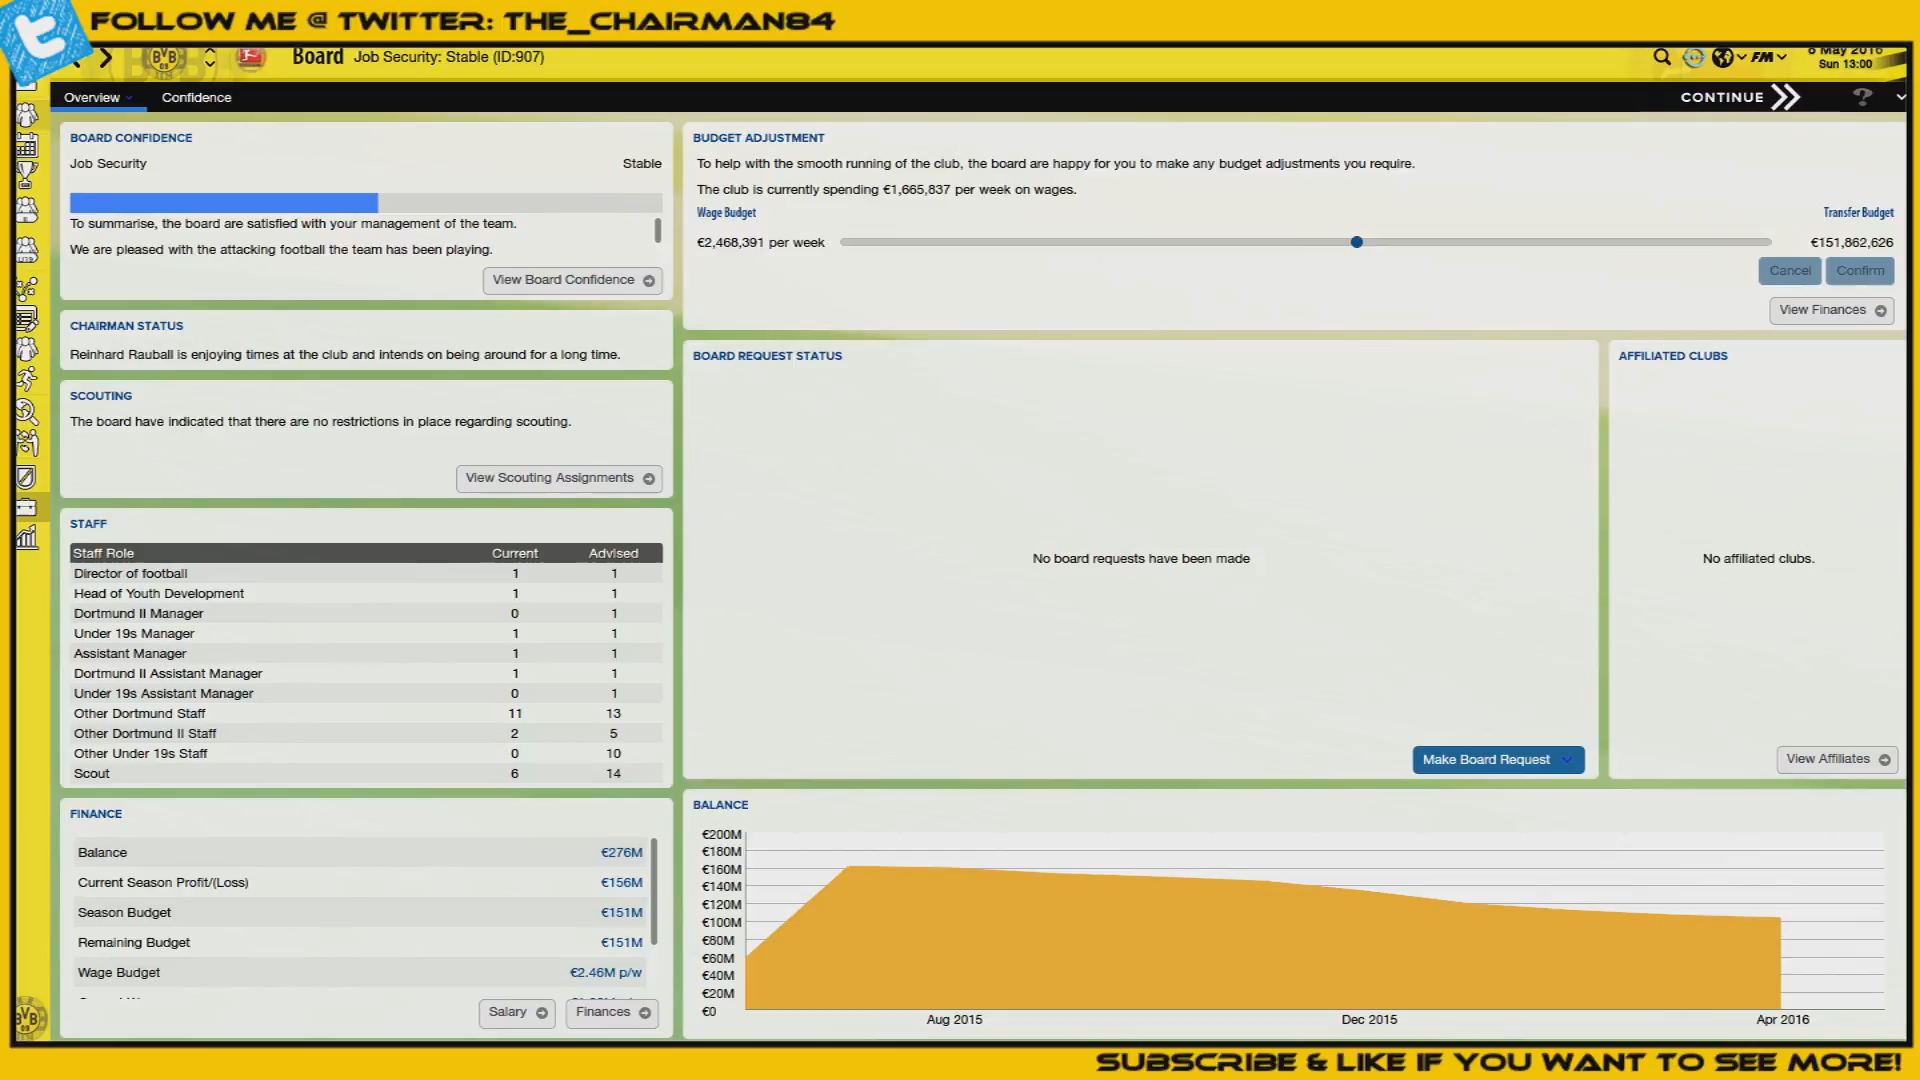 FOLLOW ME @ TWITTER: THE_CHAIRMAN84
BVB
09
Board Job Security: Stable (ID:907)
FM
8 May 2016
Sun 13:00
Overview
Confidence
CONTINUE
BOARD CONFIDENCE
Job Security Stable
To summarise, the board are satisfied with your management of the team.
We are pleased with the attacking football the team has been playing.
View Board Confidence
BUDGET ADJUSTMENT
To help with the smooth running of the club, the board are happy for you to make any budget adjustments you require.
The club is currently spending €1,665,837 per week on wages.
Wage Budget Transfer Budget
€2,468,391 per week €151,862,626
Cancel Confirm
View Finances
CHAIRMAN STATUS
Reinhard Rauball is enjoying times at the club and intends on being around for a long time.
SCOUTING
The board have indicated that there are no restrictions in place regarding scouting.
View Scouting Assignments
BOARD REQUEST STATUS
No board requests have been made
Make Board Request
AFFILIATED CLUBS
No affiliated clubs.
View Affiliates
STAFF
Staff Role Current Advised
Director of football 1 1
Head of Youth Development 1 1
Dortmund II Manager 0 1
Under 19s Manager 1 1
Assistant Manager 1 1
Dortmund II Assistant Manager 1 1
Under 19s Assistant Manager 0 1
Other Dortmund Staff 11 13
Other Dortmund II Staff 2 5
Other Under 19s Staff 0 10
Scout 6 14
FINANCE
Balance €276M
Current Season Profit/(Loss) €156M
Season Budget €151M
Remaining Budget €151M
Wage Budget €2.46M p/w
Salary Finances
BALANCE
€200M
€180M
€160M
€140M
€120M
€100M
€80M
€60M
€40M
€20M
€0
Aug 2015 Dec 2015 Apr 2016
BVB
09
SUBSCRIBE & LIKE IF YOU WANT TO SEE MORE!